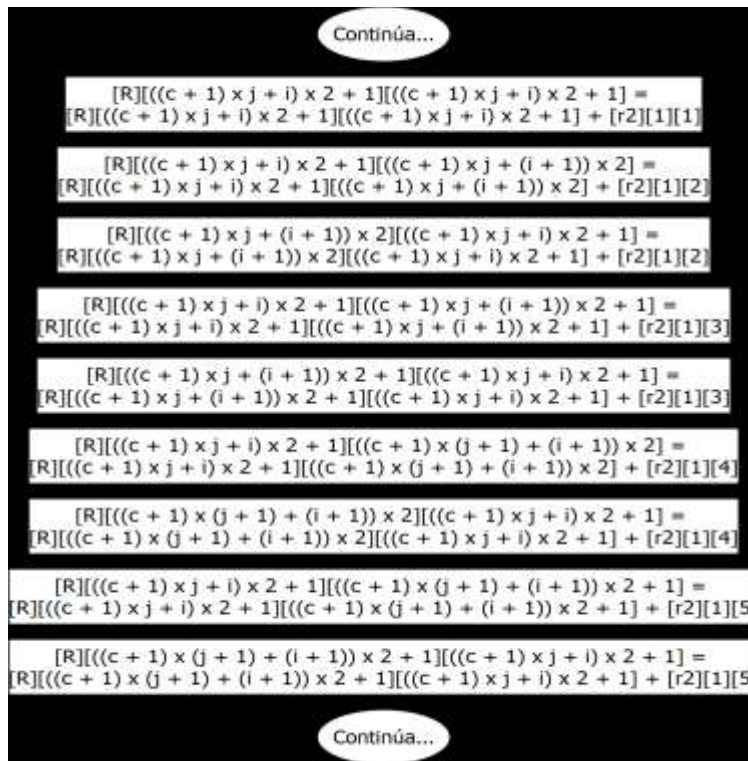 Continúa...
[R][((c + 1) x j + i) x 2 + 1][((c + 1) x j + i) x 2 + 1] =
[R][((c + 1) x j + i) x 2 + 1][((c + 1) x j + i) x 2 + 1] + [r2][1][1]
[R][((c + 1) x j + i) x 2 + 1][((c + 1) x j + (i + 1)) x 2] =
[R][((c + 1) x j + i) x 2 + 1][((c + 1) x j + (i + 1)) x 2] + [r2][1][2]
[R][((c + 1) x j + (i + 1)) x 2][((c + 1) x j + i) x 2 + 1] =
[R][((c + 1) x j + (i + 1)) x 2][((c + 1) x j + i) x 2 + 1] + [r2][1][2]
[R][((c + 1) x j + i) x 2 + 1][((c + 1) x j + (i + 1)) x 2 + 1] =
[R][((c + 1) x j + i) x 2 + 1][((c + 1) x j + (i + 1)) x 2 + 1] + [r2][1][3]
[R][((c + 1) x j + (i + 1)) x 2 + 1][((c + 1) x j + i) x 2 + 1] =
[R][((c + 1) x j + (i + 1)) x 2 + 1][((c + 1) x j + i) x 2 + 1] + [r2][1][3]
[R][((c + 1) x j + i) x 2 + 1][((c + 1) x (j + 1) + (i + 1)) x 2] =
[R][((c + 1) x j + i) x 2 + 1][((c + 1) x (j + 1) + (i + 1)) x 2] + [r2][1][4]
[R][((c + 1) x (j + 1) + (i + 1)) x 2][((c + 1) x j + i) x 2 + 1] =
[R][((c + 1) x (j + 1) + (i + 1)) x 2][((c + 1) x j + i) x 2 + 1] + [r2][1][4]
[R][((c + 1) x j + i) x 2 + 1][((c + 1) x (j + 1) + (i + 1)) x 2 + 1] =
[R][((c + 1) x j + i) x 2 + 1][((c + 1) x (j + 1) + (i + 1)) x 2 + 1] + [r2][1][5
[R][((c + 1) x (j + 1) + (i + 1)) x 2 + 1][((c + 1) x j + i) x 2 + 1] =
[R][((c + 1) x (j + 1) + (i + 1)) x 2 + 1][((c + 1) x j + i) x 2 + 1] + [r2][1][5
Continúa...